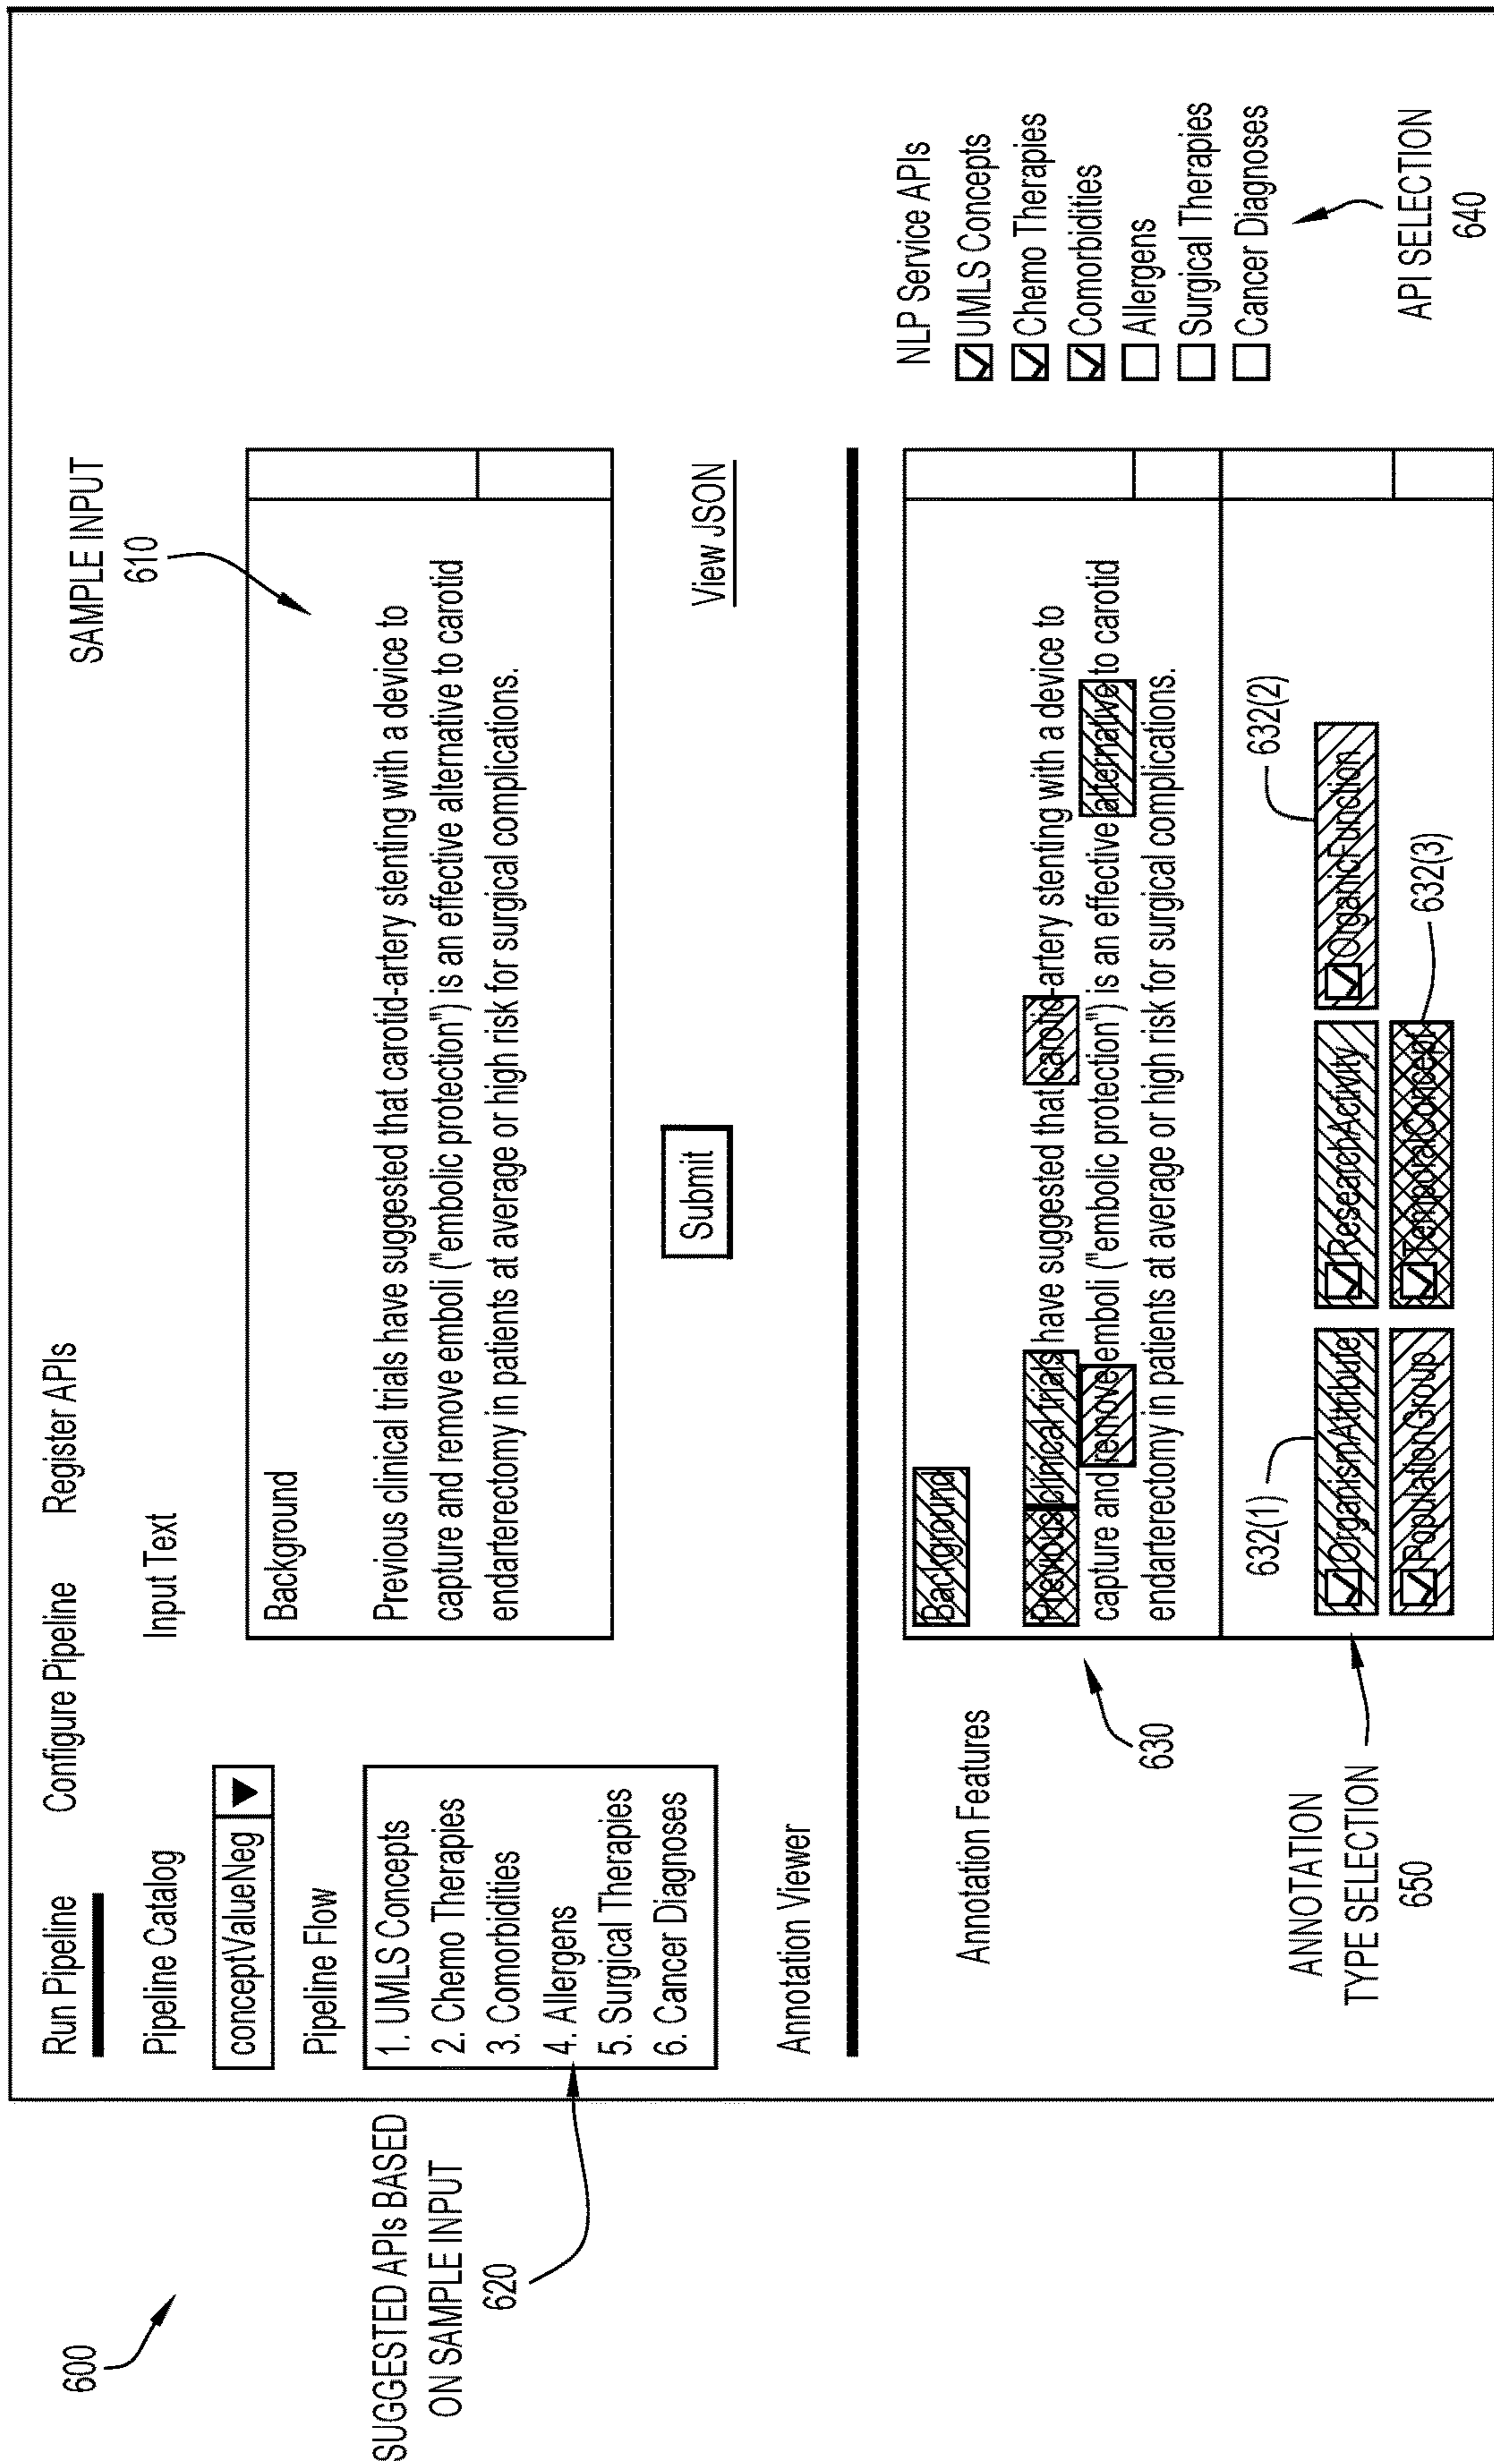 600
Run Pipeline
Configure Pipeline
Register APIs
SAMPLE INPUT
610
Pipeline Catalog
Input Text
conceptValueNeg
Background
Previous clinical trials have suggested that carotid-artery stenting with a device to
capture and remove emboli ("embolic protection") is an effective alternative to carotid
endarterectomy in patients at average or high risk for surgical complications.
Pipeline Flow
1. UMLS Concepts
2. Chemo Therapies
3. Comorbidities
4. Allergens
5. Surgical Therapies
6. Cancer Diagnoses
SUGGESTED APIs BASED
ON SAMPLE INPUT
620
Submit
View JSON
Annotation Viewer
Annotation Features
Background
Previous clinical trials have suggested that carotid-artery stenting with a device to
capture and remove emboli ("embolic protection") is an effective alternative to carotid
endarterectomy in patients at average or high risk for surgical complications.
630
NLP Service APIs
UMLS Concepts
Chemo Therapies
Comorbidities
Allergens
Surgical Therapies
Cancer Diagnoses
API SELECTION
640
632(1)
632(2)
OrganismAttribute
ResearchActivity
OrganicFunction
PopulationGroup
TemporalConcept
632(3)
ANNOTATION
TYPE SELECTION
650